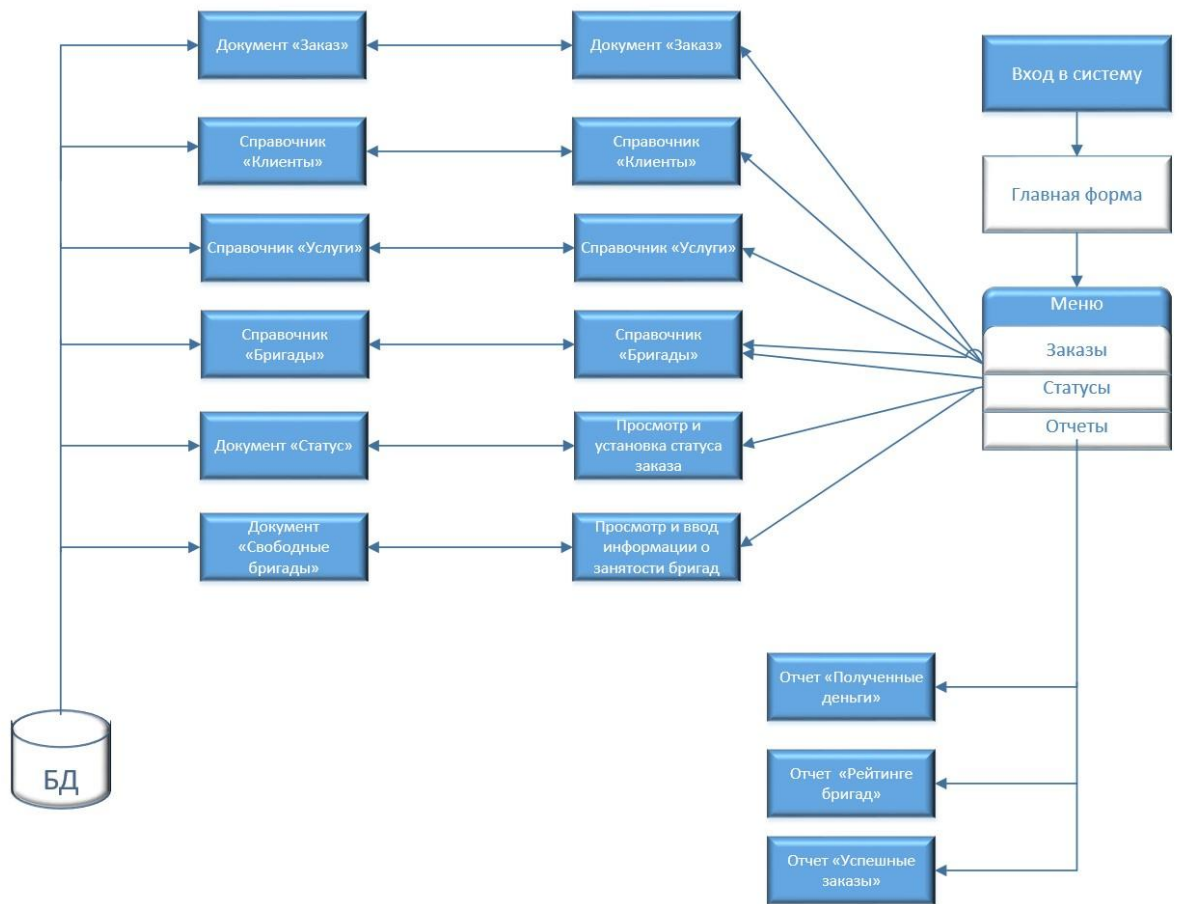 Документ «Заказ»
Документ «Заказ»
Вход в систему
Справочник
«Клиенты»
Справочник
«Клиенты»
Главная форма
Справочник «Услуги»
Справочник «Услуги»
Меню
Заказы
Статусы
Отчеты
Справочник
«Бригады»
Справочник
«Бригады»
Документ «Статус»
Просмотр и
установка статуса
заказа
Документ
«Свободные
бригады»
Просмотр и ввод
информации о
занятости бригад
Отчет «Полученные
деньги»
БД
Отчет «Рейтинге
бригад»
Отчет «Успешные
заказы»